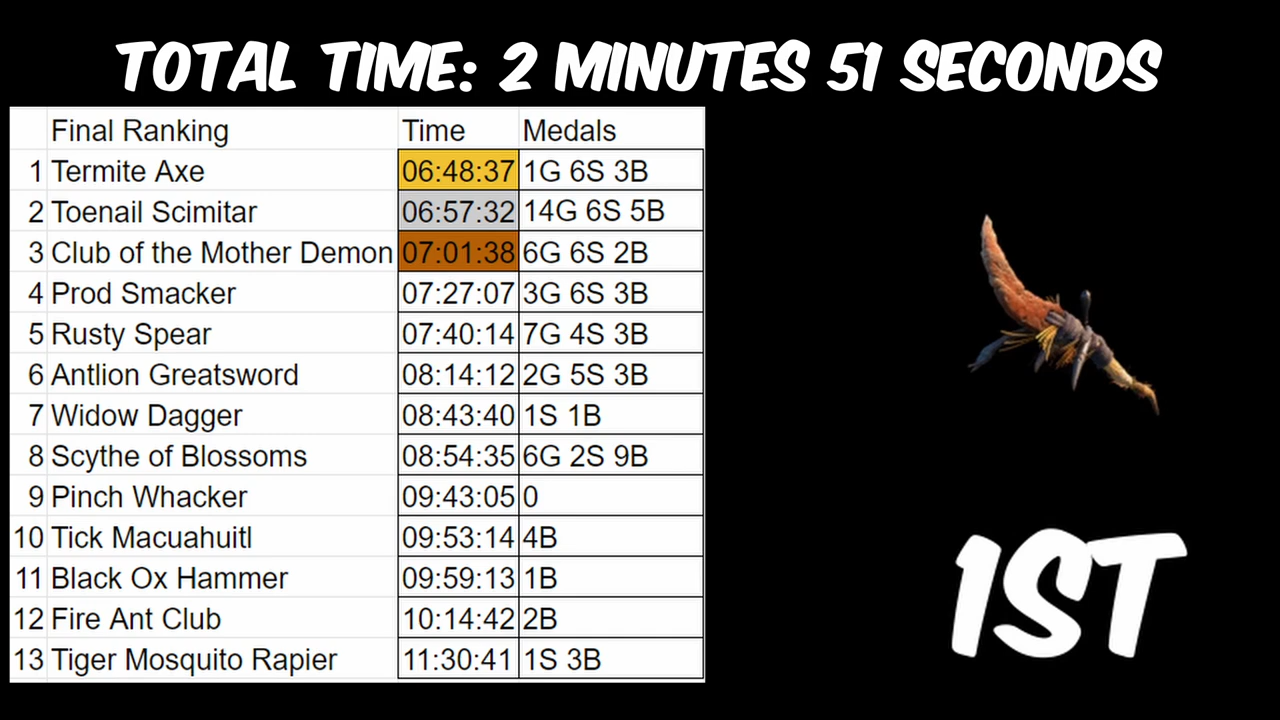 TOTAL TIME: 2 MINUTES 51 SECONDS
Final Ranking Time Medals
1 Termite Axe 06:48:37 1G 6S 3B
2 Toenail Scimitar 06:57:32 14G 6S 5B
3 Club of the Mother Demon 07:01:38 6G 6S 2B
4 Prod Smacker 07:27:07 3G 6S 3B
5 Rusty Spear 07:40:14 7G 4S 3B
6 Antlion Greatsword 08:14:12 2G 5S 3B
7 Widow Dagger 08:43:40 1S 1B
8 Scythe of Blossoms 08:54:35 6G 2S 9B
9 Pinch Whacker 09:43:05 0
10 Tick Macuahuitl 09:53:14 4B
11 Black Ox Hammer 09:59:13 1B
12 Fire Ant Club 10:14:42 2B
13 Tiger Mosquito Rapier 11:30:41 1S 3B
1ST